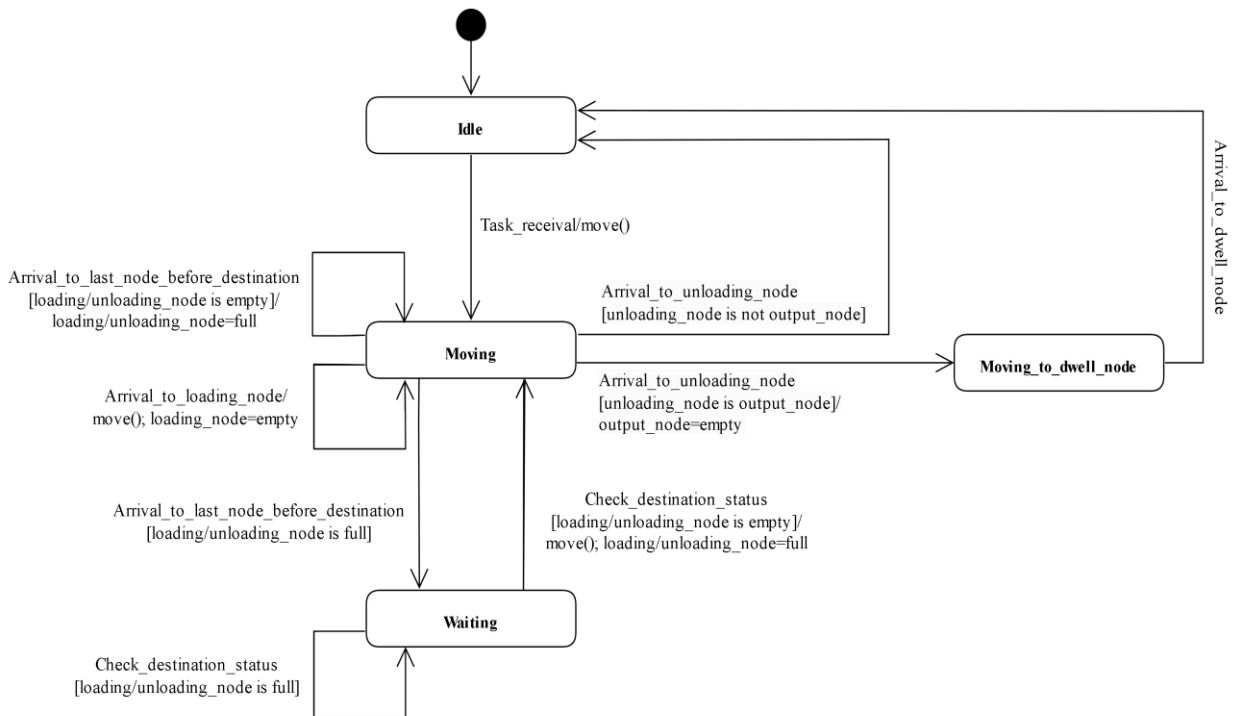 Idle
Arrival_to_dwell_node
Task_receival/move()
Arrival_to_last_node_before_destination
[loading/unloading_node is empty]/
loading/unloading_node=full
Arrival_to_unloading_node
[unloading_node is not output_node]
Moving
Moving_to_dwell_node
Arrival_to_loading_node/
move(); loading_node=empty
Arrival_to_unloading_node
[unloading_node is output_node]/
output_node=empty
Arrival_to_last_node_before_destination
[loading/unloading_node is full]
Check_destination_status
[loading/unloading_node is empty]/
move(); loading/unloading_node=full
Waiting
Check_destination_status
[loading/unloading_node is full]